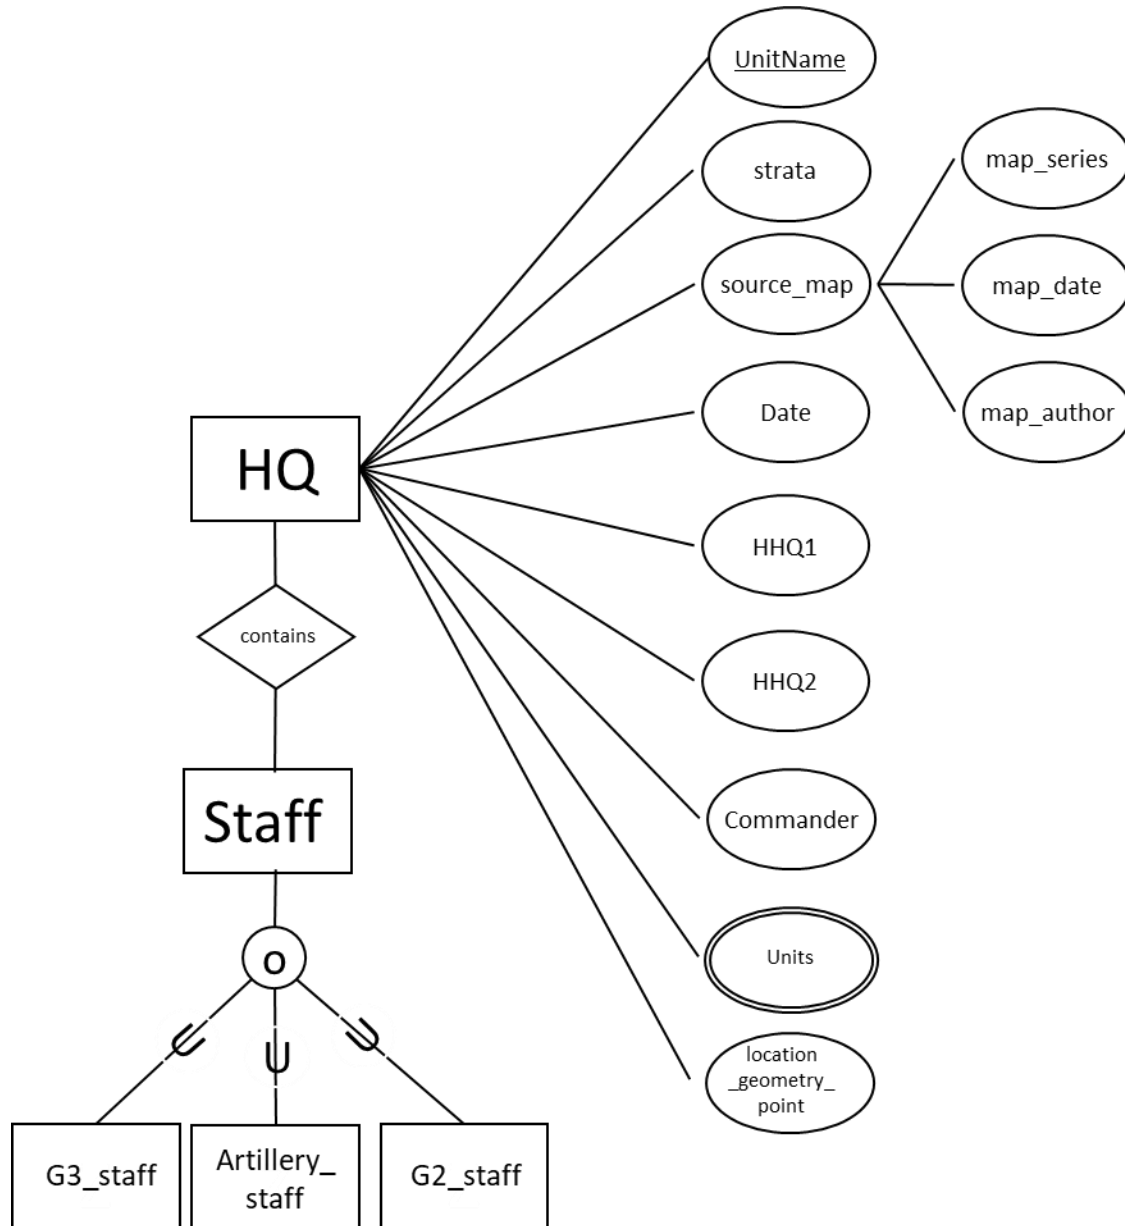 UnitName
strata
map_series
source_map
map_date
Date
map_author
HQ
HHQ1
contains
HHQ2
Staff
Commander
o
Units
U
U
U
location
_geometry_
point
G3_staff
Artillery_
staff
G2_staff